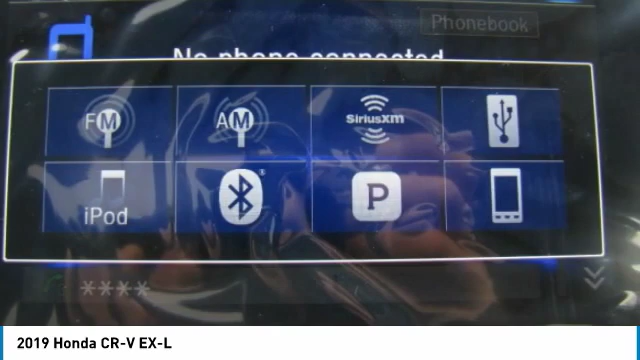 Phonebook
No phone connected
FM
AM
SiriusXM
iPod
P
****
2019 Honda CR-V EX-L